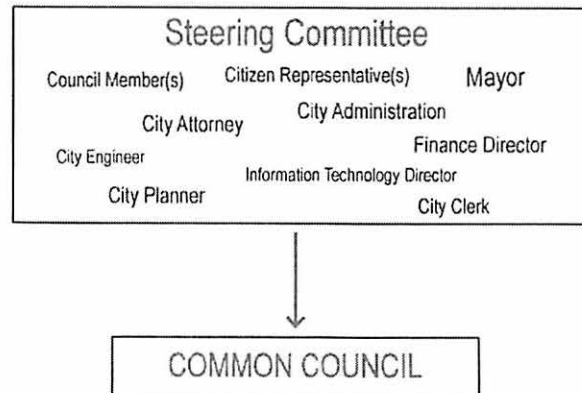 Steering Committee
Council Member(s) Citizen Representative(s) Mayor
City Attorney City Administration
Finance Director
City Engineer
Information Technology Director
City Planner
City Clerk
COMMON COUNCIL